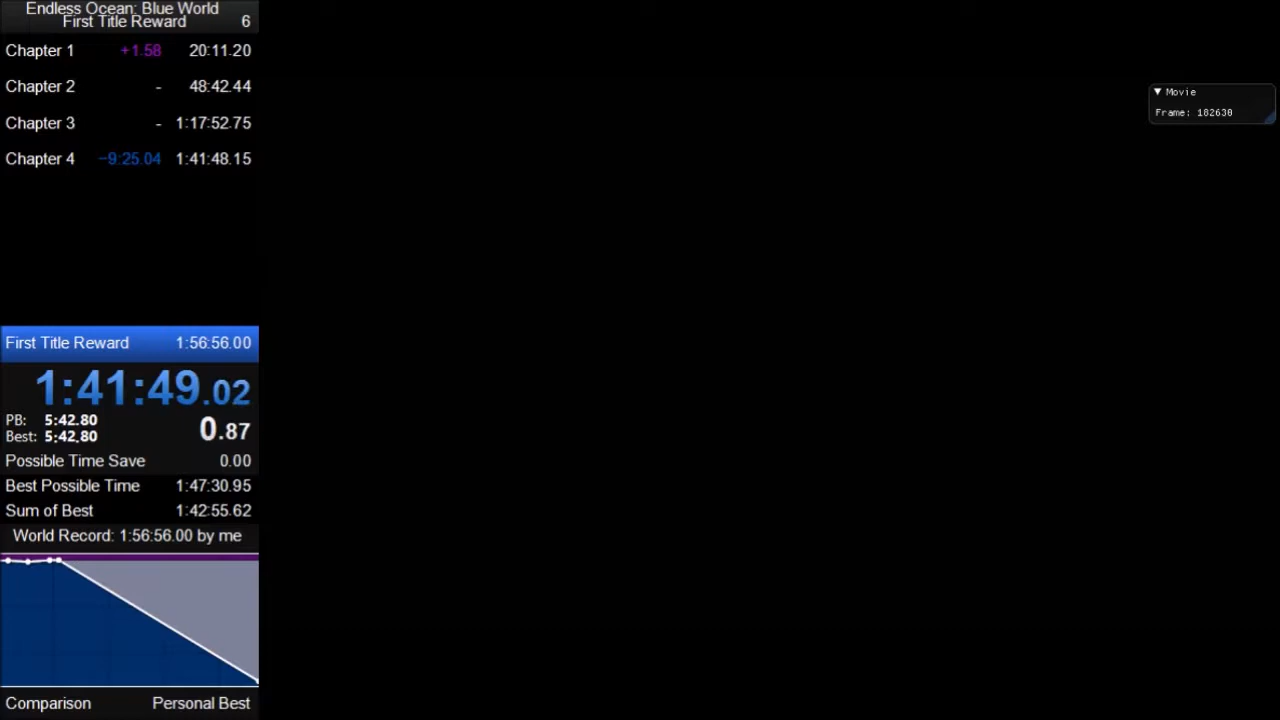 Endless Ocean: Blue World
First Title Reward 6
Chapter 1 +1.58 20:11.20
Chapter 2 - 48:42.44
Chapter 3 - 1:17:52.75
Chapter 4 −9:25.04 1:41:48.15
▼ Movie
Frame: 182630
First Title Reward 1:56:56.00
1:41:49.02
PB: 5:42.80
Best: 5:42.80
0.87
Possible Time Save 0.00
Best Possible Time 1:47:30.95
Sum of Best 1:42:55.62
World Record: 1:56:56.00 by me
Comparison Personal Best